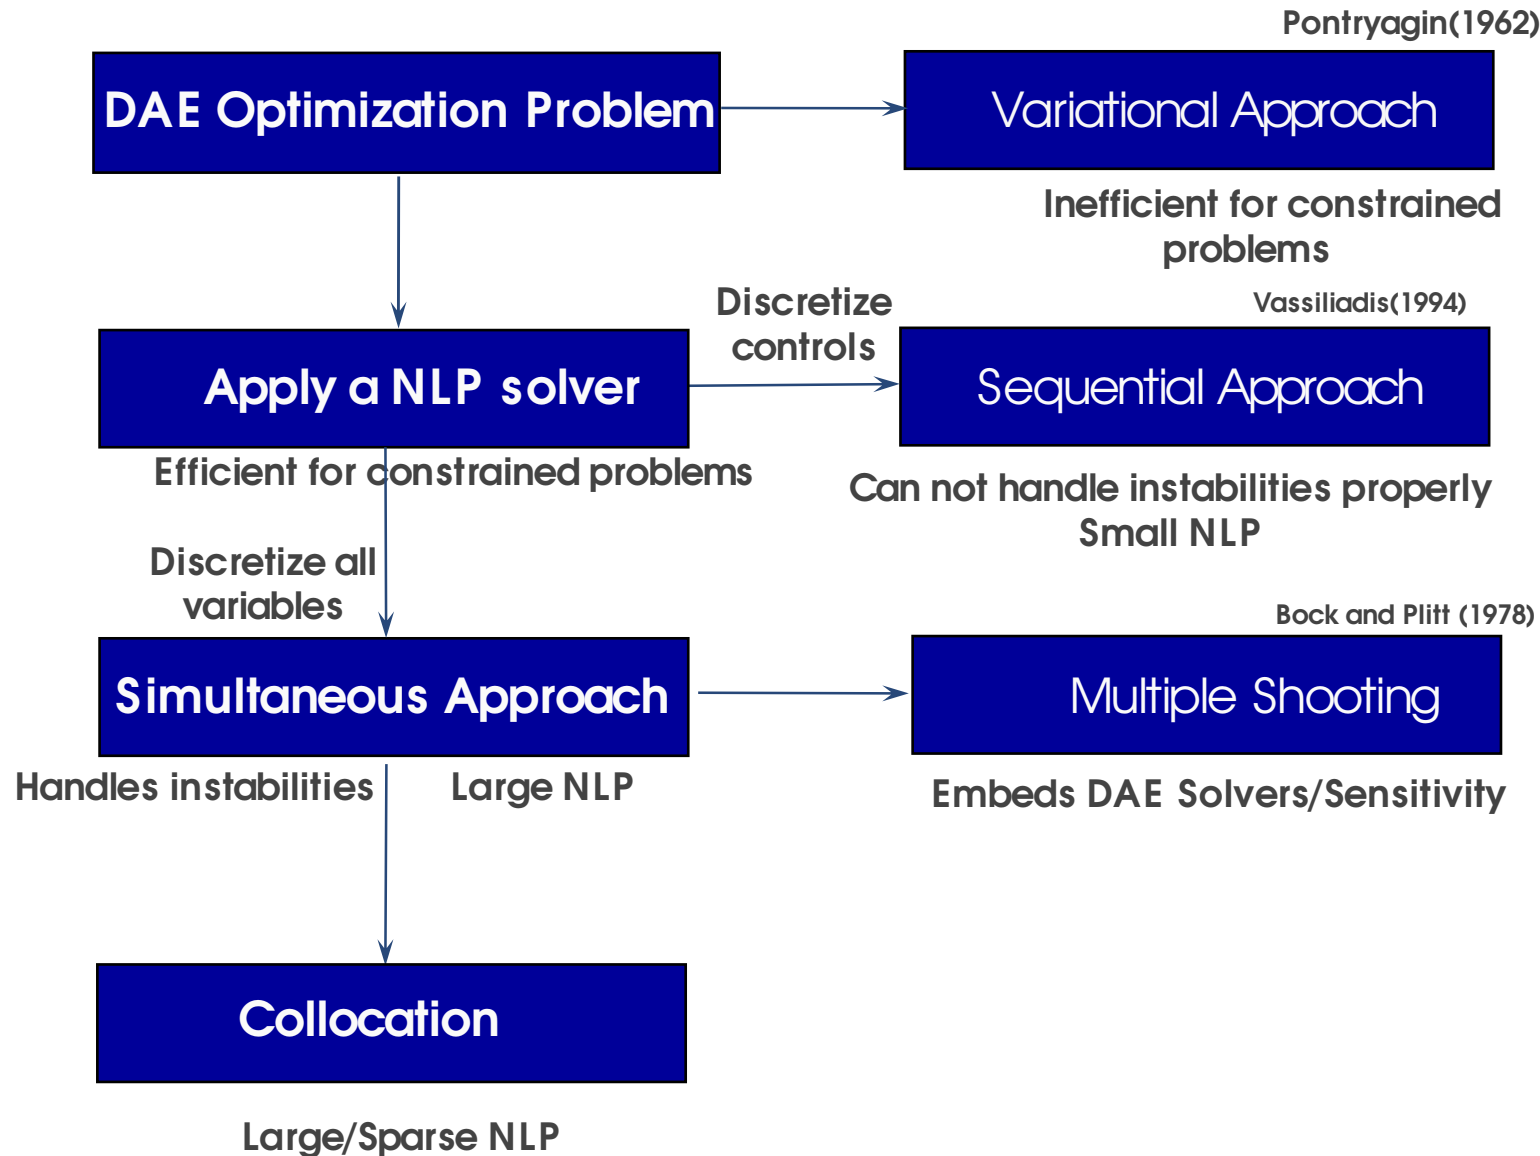 Pontryagin(1962)
DAE Optimization Problem
Variational Approach
Inefficient for constrained
problems
Discretize
controls
Vassiliadis(1994)
Apply a NLP solver
Sequential Approach
Efficient for constrained problems
Can not handle instabilities properly
Small NLP
Discretize all
variables
Bock and Plitt (1978)
Simultaneous Approach
Multiple Shooting
Handles instabilities
Large NLP
Embeds DAE Solvers/Sensitivity
Collocation
Large/Sparse NLP